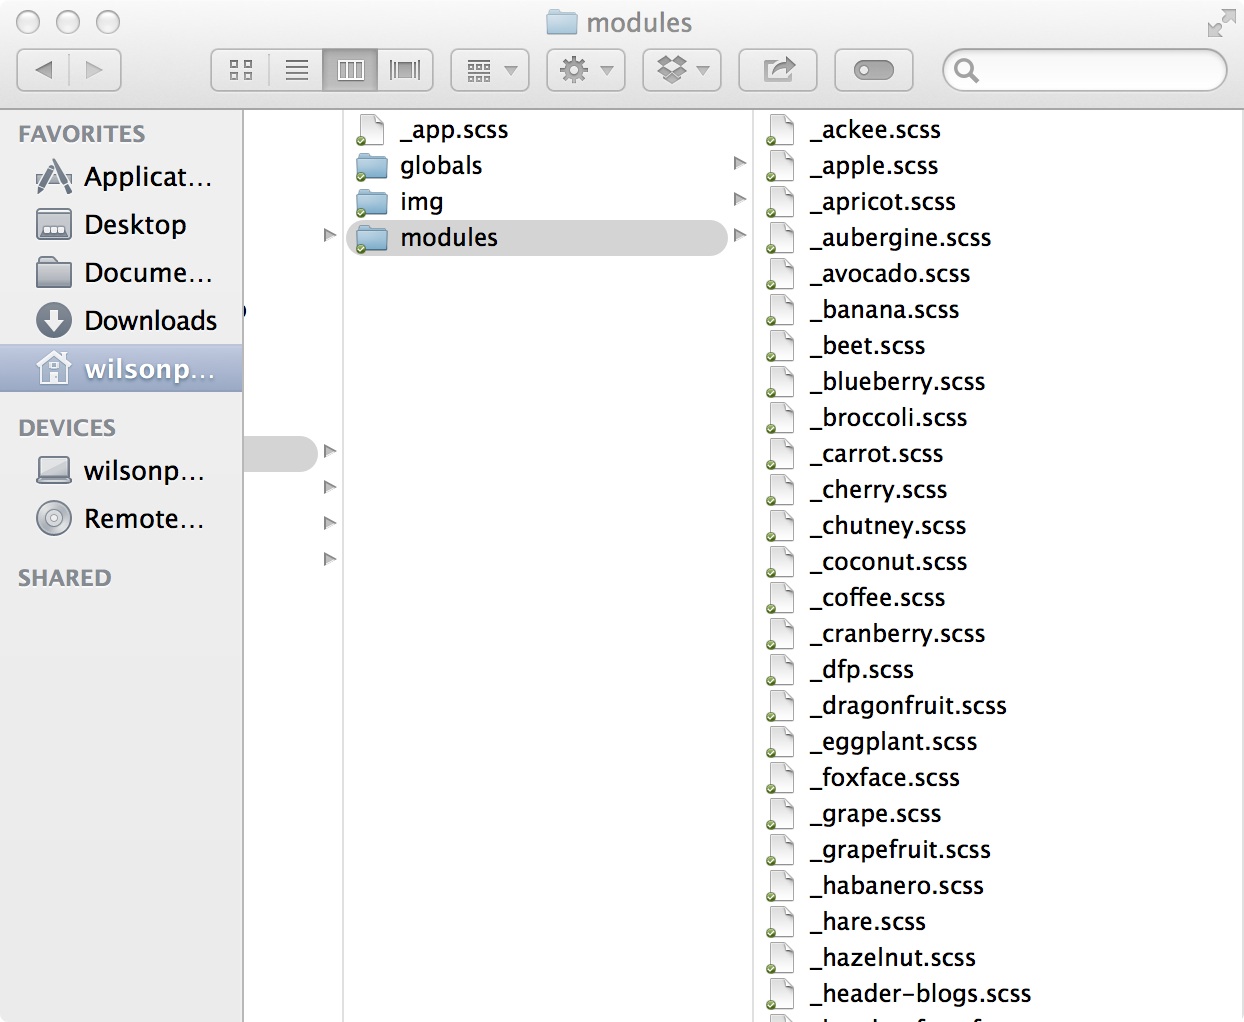 modules
FAVORITES
Applicat...
Desktop
Docume...
Downloads
wilsonp...
DEVICES
wilsonp...
Remote...
SHARED
_app.scss
globals
img
modules
_ackee.scss
_apple.scss
_apricot.scss
_aubergine.scss
_avocado.scss
_banana.scss
_beet.scss
_blueberry.scss
_broccoli.scss
_carrot.scss
_cherry.scss
_chutney.scss
_coconut.scss
_coffee.scss
_cranberry.scss
_dfp.scss
_dragonfruit.scss
_eggplant.scss
_foxface.scss
_grape.scss
_grapefruit.scss
_habanero.scss
_hare.scss
_hazelnut.scss
_header-blogs.scss